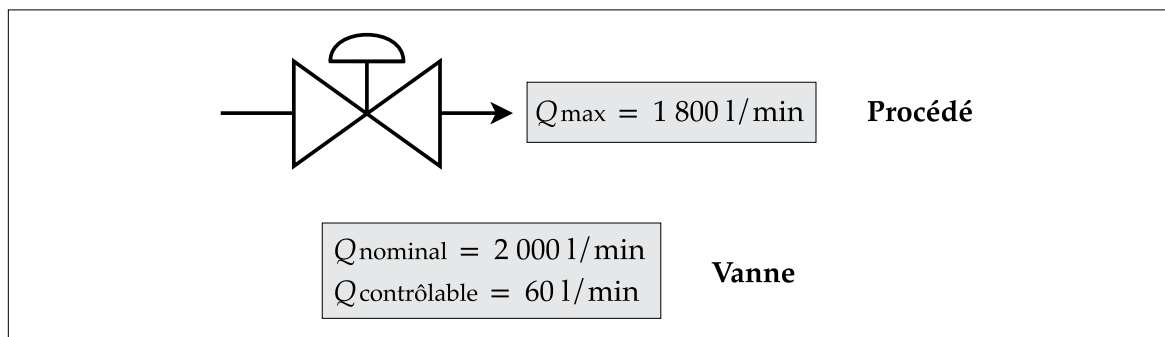 Qmax = 1 800 l/min Procédé
Qnominal = 2 000 l/min
Qcontrôlable = 60 l/min
Vanne